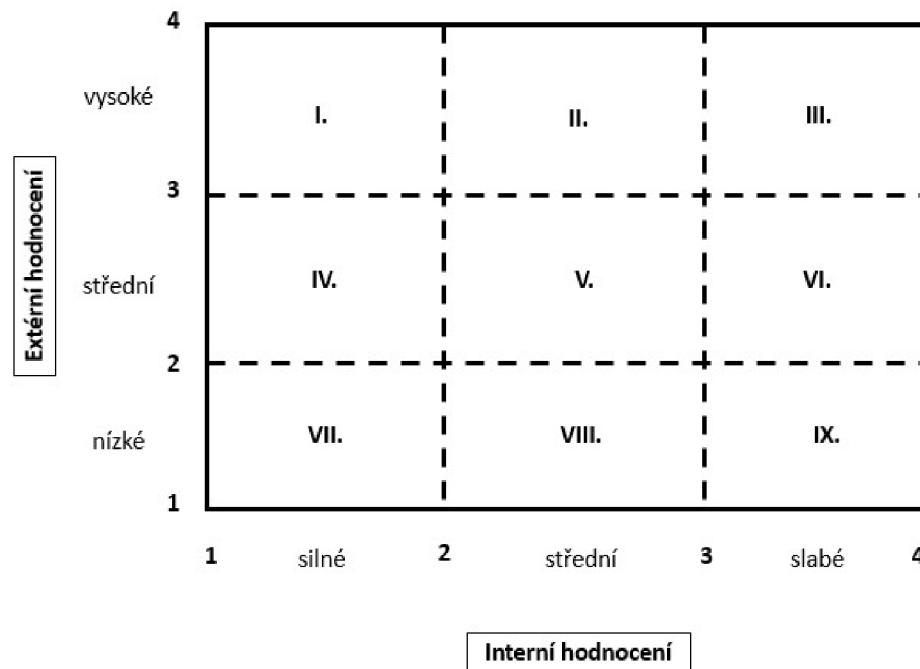 4
vysoké
I.
II.
III.
3
Extérní hodnocení
střední
IV.
V.
VI.
2
nízké
VII.
VIII.
IX.
1
1 silné 2 střední 3 slabé 4
Interní hodnocení